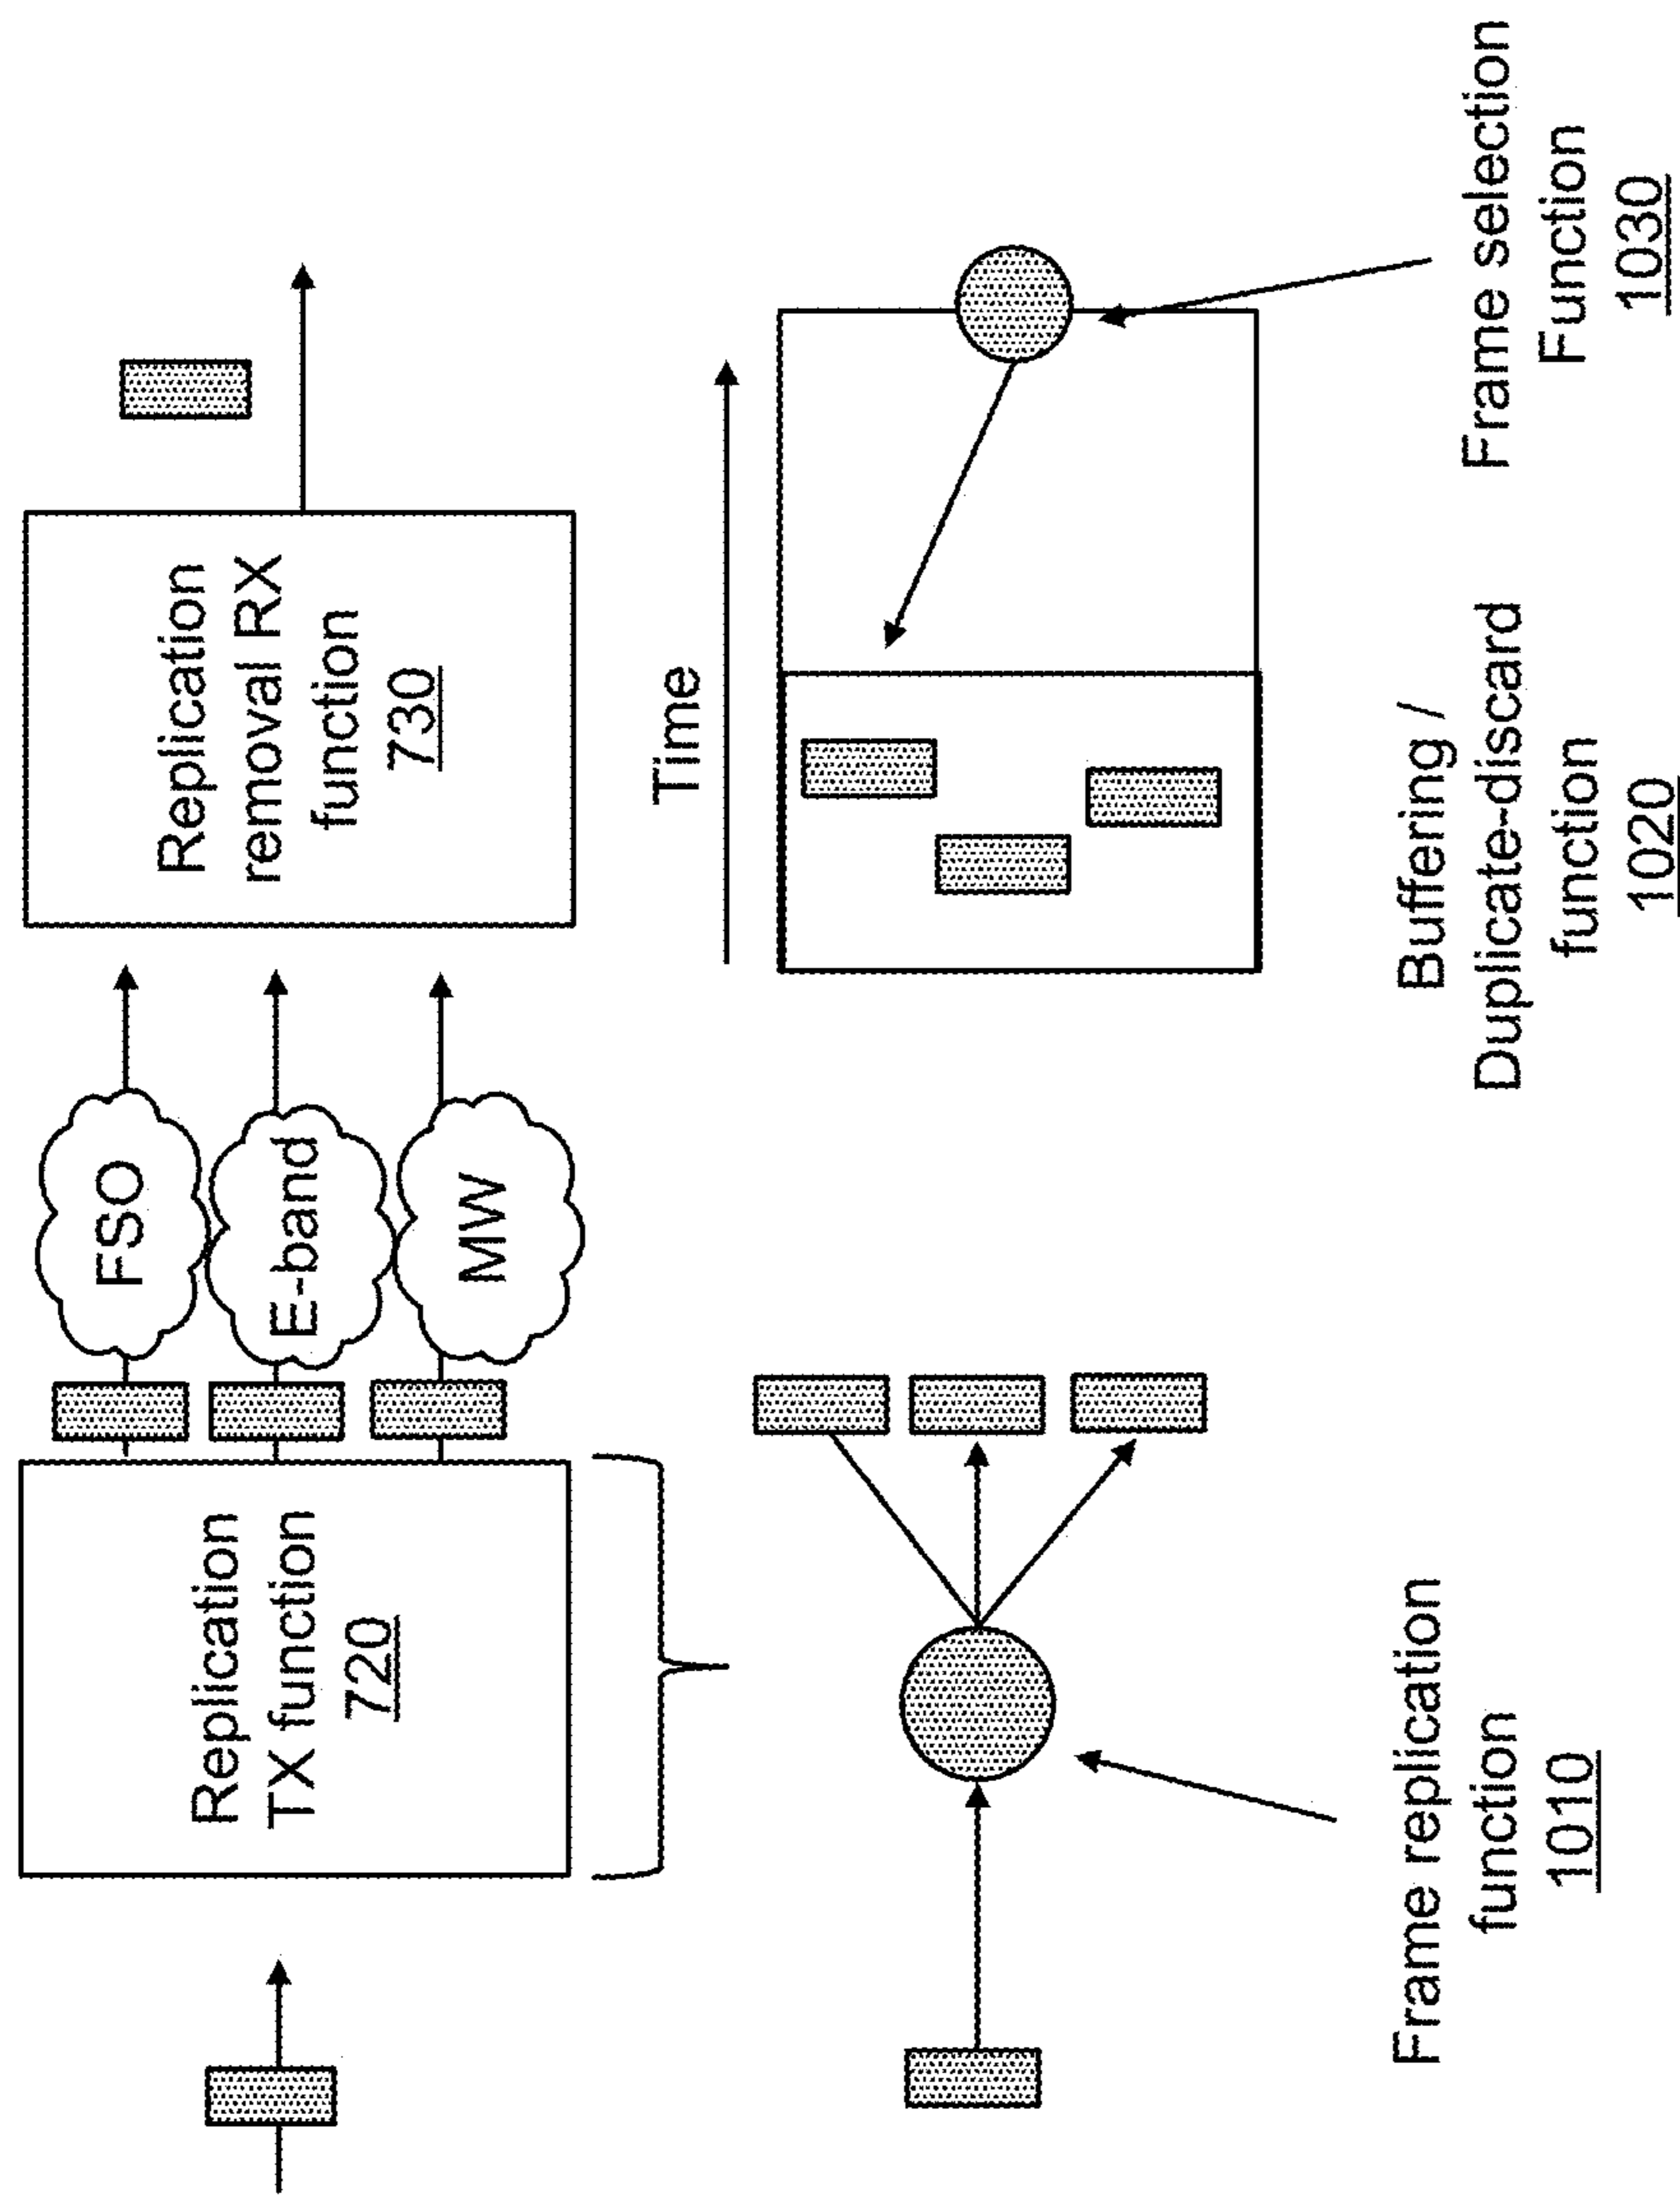 Replication
TX function
720
FSO
E-band
MW
Replication
removal RX
function
730
Time
Frame replication
function
1010
Buffering /
Duplicate-discard
function
1020
Frame selection
Function
1030